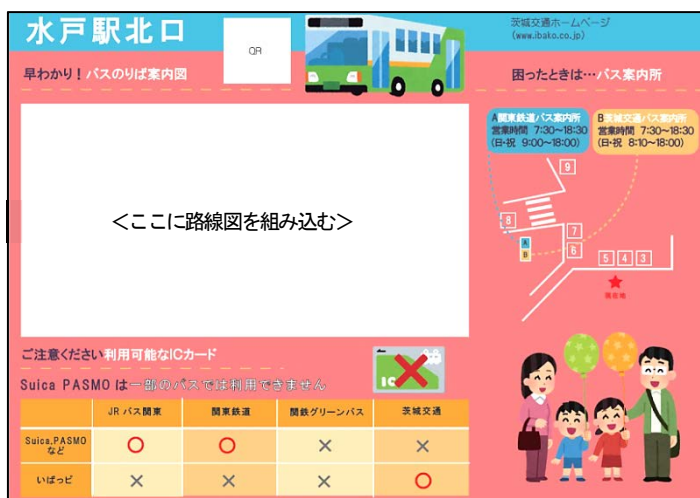 水戸駅北口
QR
茨城交通ホームページ
(www.ibako.co.jp)
早わかり！バスのりば案内図
困ったときは…バス案内所
A関東鉄道バス案内所
営業時間 7:30~18:30
(日・祝 9:00~18:00)
B茨城交通バス案内所
営業時間 7:30~18:30
(日・祝 8:10~18:00)
<ここに路線図を組み込む>
9
8
7
6
A
B
5 4 3
現在地
ご注意ください利用可能なICカード
Suica PASMO は一部のバスでは利用できません
IC
JR バス関東 関東鉄道 関鉄グリーンバス 茨城交通
Suica,PASMO
など ○ ○ × ×
いばっピ × × × ○